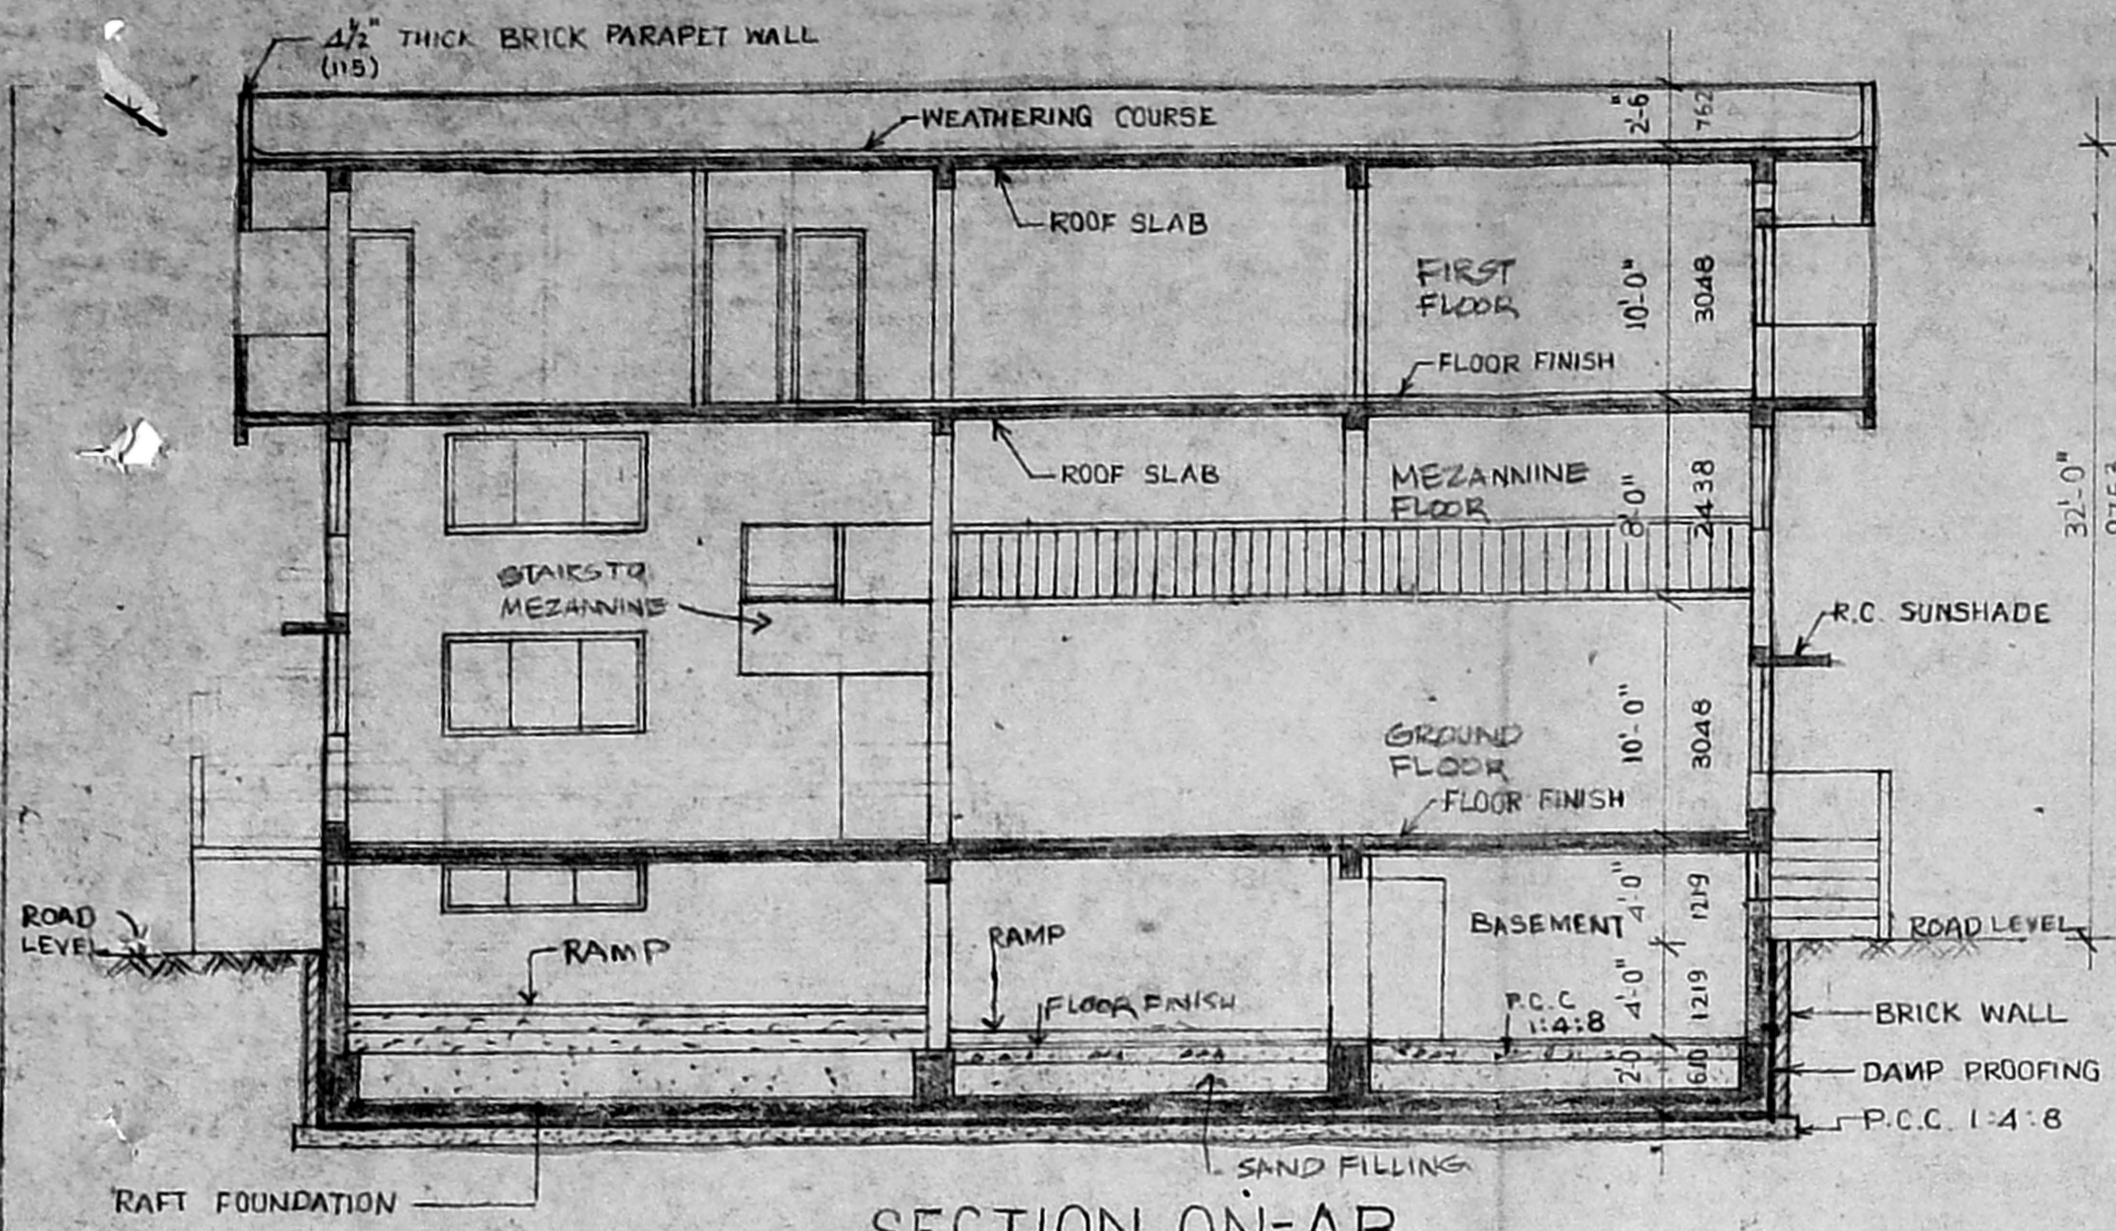 4½" THICK BRICK PARAPET WALL
(115)
WEATHERING COURSE
2'-6"
762
ROOF SLAB
FIRST
FLOOR
10'-0"
3048
FLOOR FINISH
ROOF SLAB
MEZANNINE
FLOOR
8'-0"
2438
32'-0"
STAIRS TO
MEZANNINE
R.C. SUNSHADE
GROUND
FLOOR
10'-0"
3048
FLOOR FINISH
ROAD
LEVEL
RAMP
RAMP
BASEMENT
4'-0"
1219
ROAD LEVEL
FLOOR FINISH
P.C.C
1:4:8
4'-0"
1219
BRICK WALL
2'-0"
610
DAMP PROOFING
P.C.C. 1:4:8
SAND FILLING
RAFT FOUNDATION
SECTION ON-AB